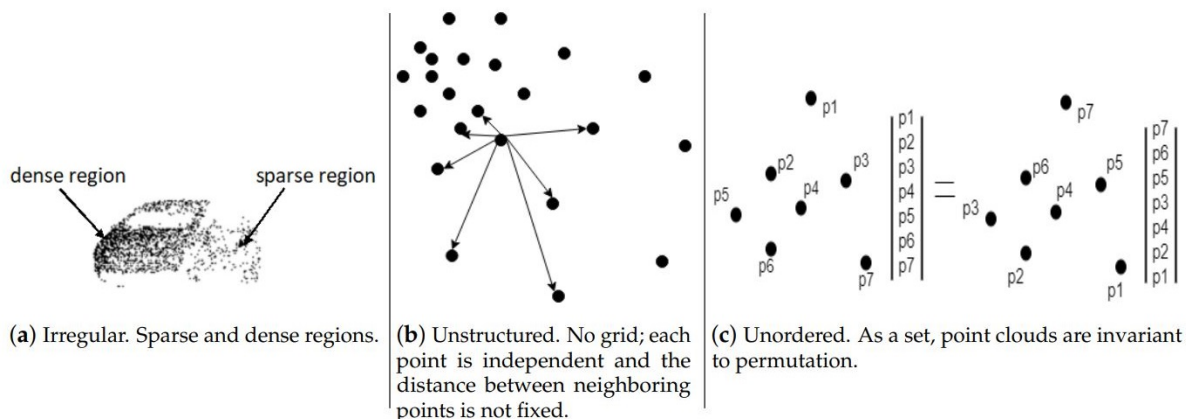 dense region
sparse region
(a) Irregular. Sparse and dense regions.
(b) Unstructured. No grid; each
point is independent and the
distance between neighboring
points is not fixed.
p1
p2
p3
p4
p5
p6
p7
p1
p2
p3
p4
p5
p6
p7
=
p7
p6
p5
p4
p3
p2
p1
p7
p6
p5
p3
p4
p2
p1
(c) Unordered. As a set, point clouds are invariant
to permutation.